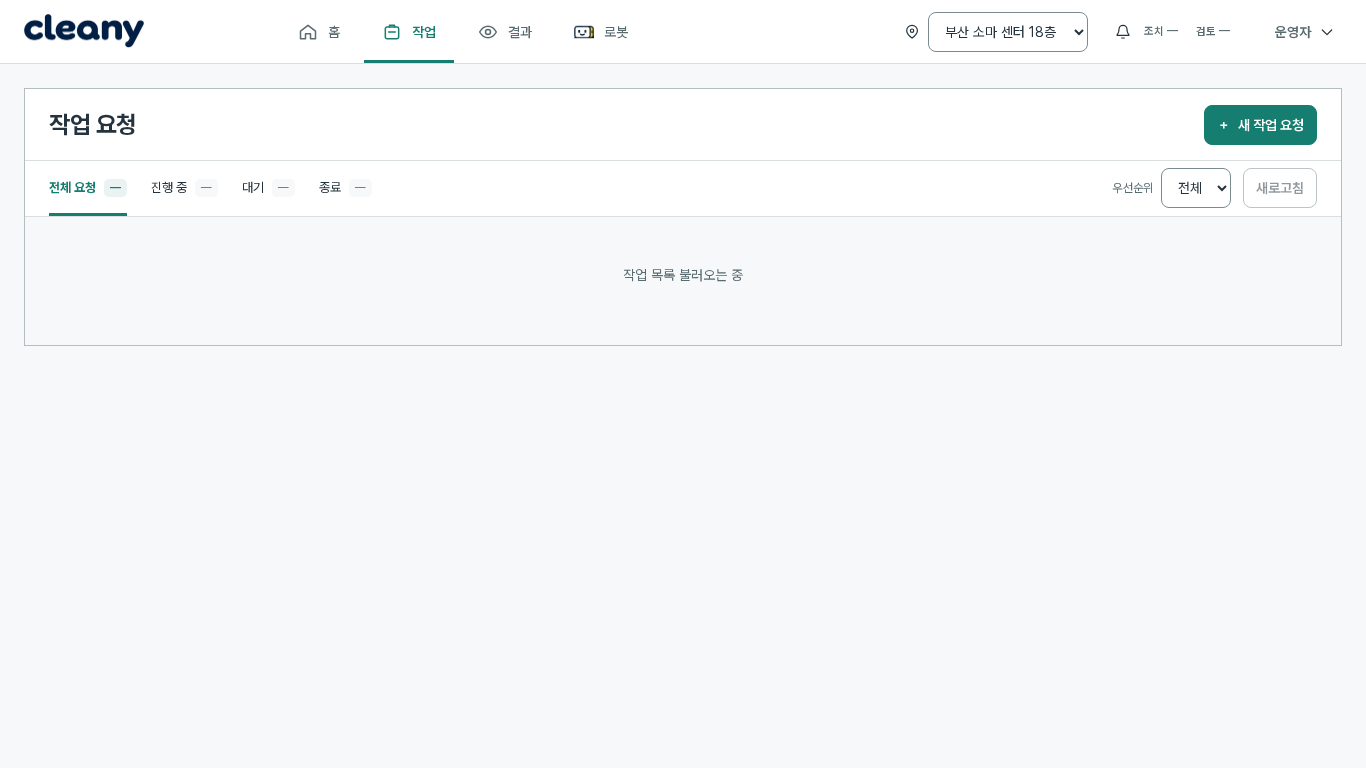 cleany
홈
작업
결과
로봇
부산 소마 센터 18층
조치 —
검토 —
운영자
작업 요청
+ 새 작업 요청
전체 요청 —
진행 중 —
대기 —
종료 —
우선순위
전체
새로고침
작업 목록 불러오는 중